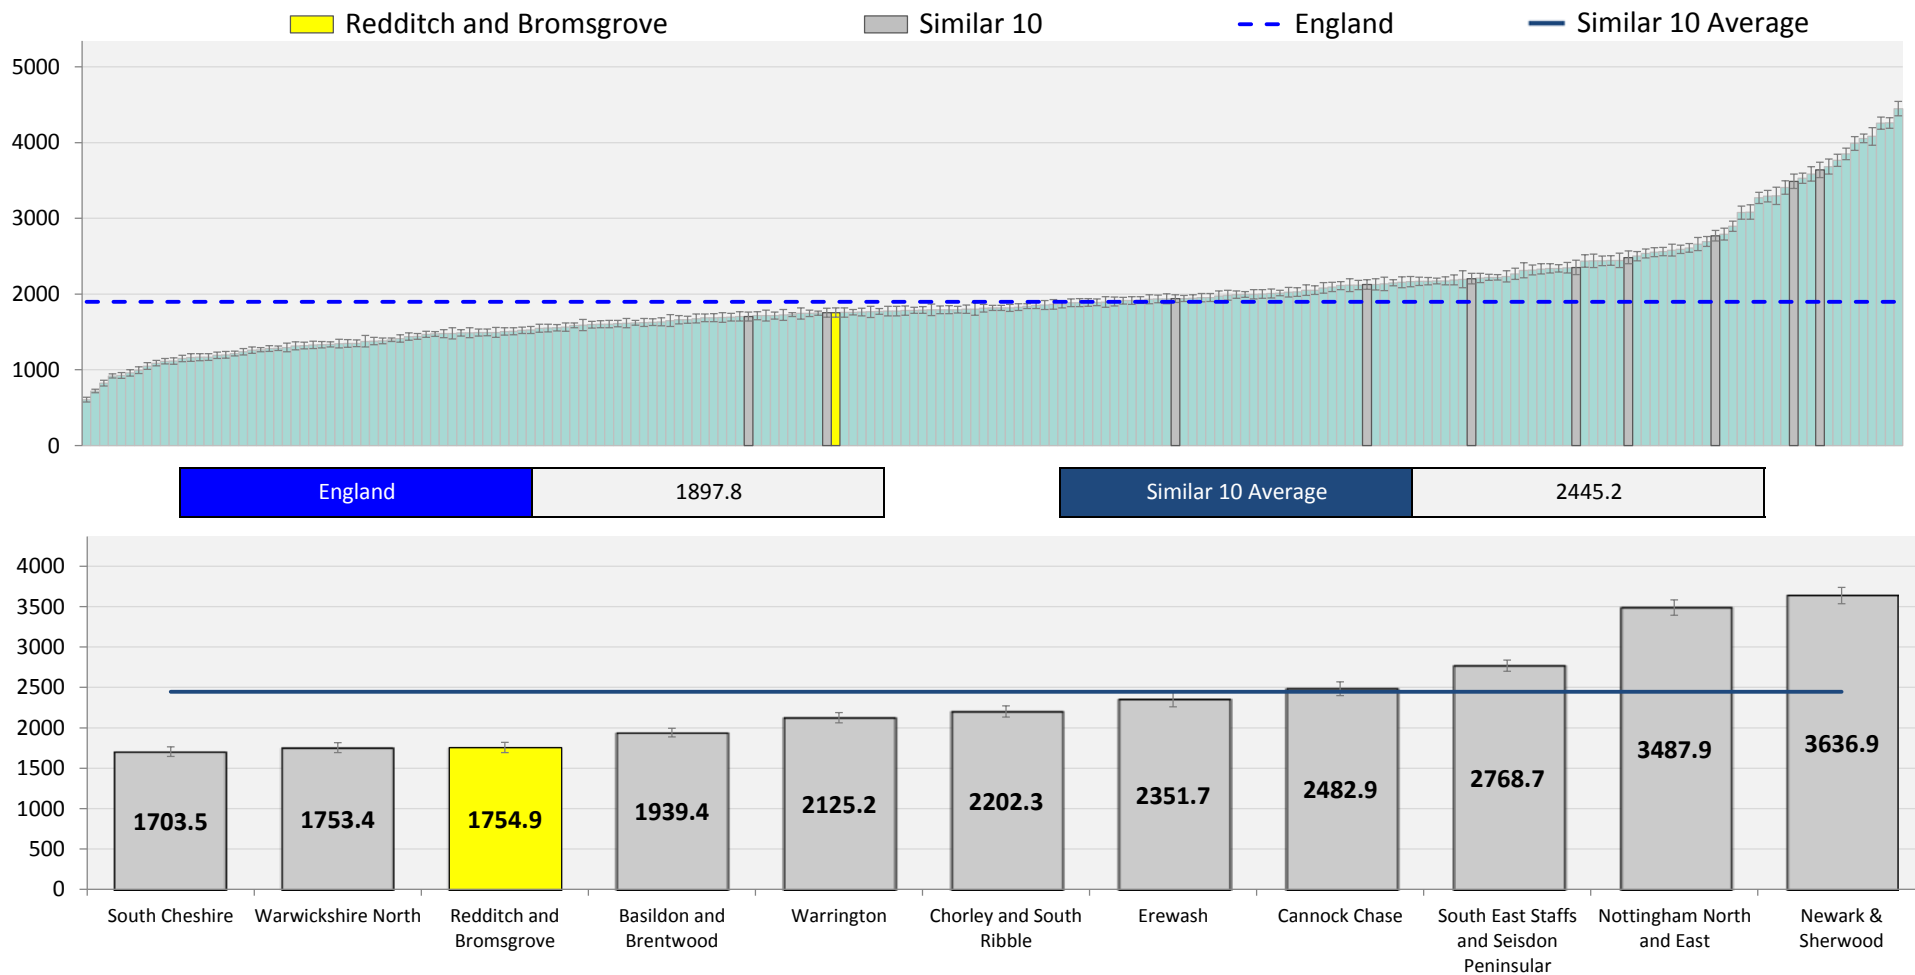 Redditch and Bromsgrove Similar 10 England Similar 10 Average
5000
4000
3000
2000
1000
0
England 1897.8 Similar 10 Average 2445.2
4000
3500
3000
2500
2000
1500
1000
500
0
1703.5 1753.4 1754.9 1939.4 2125.2 2202.3 2351.7 2482.9 2768.7 3487.9 3636.9
South Cheshire Warwickshire North Redditch and Basildon and Warrington Chorley and South Erewash Cannock Chase South East Staffs Nottingham North Newark &
Bromsgrove Brentwood Ribble and Seisdon and East Sherwood
Peninsular